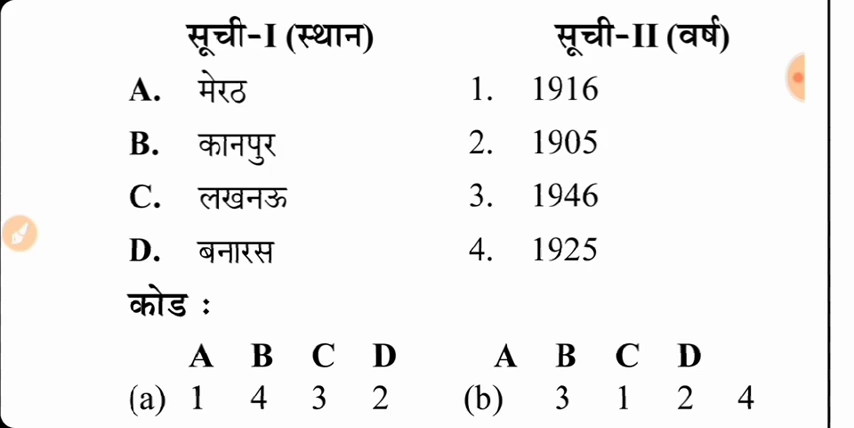 सूची-I (स्थान) सूची-II (वर्ष)
A. मेरठ 1. 1916
B. कानपुर 2. 1905
C. लखनऊ 3. 1946
D. बनारस 4. 1925
कोड :
A B C D A B C D
(a) 1 4 3 2 (b) 3 1 2 4